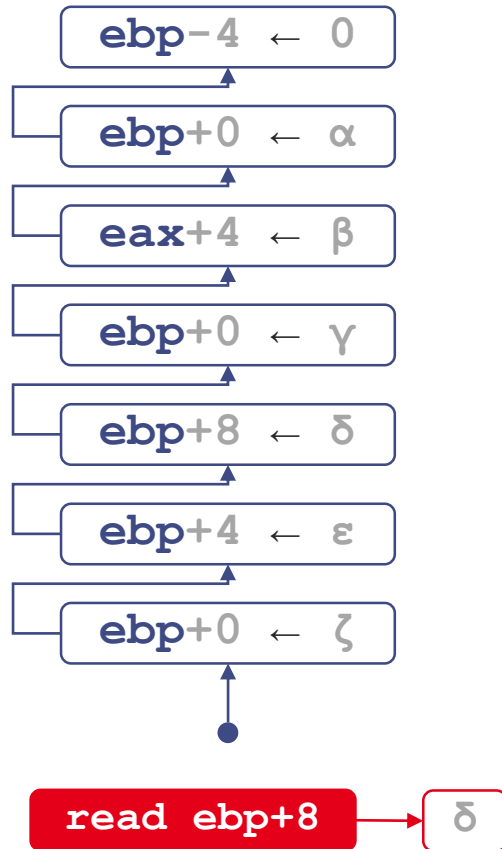 ebp-4 ← 0
ebp+0 ← α
eax+4 ← β
ebp+0 ← γ
ebp+8 ← δ
ebp+4 ← ε
ebp+0 ← ζ
read ebp+8 δ